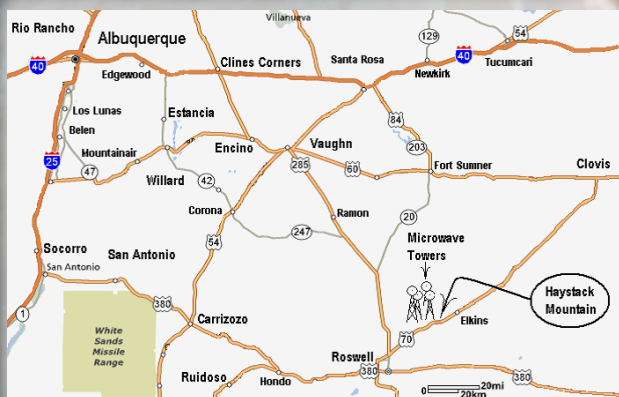 Villanueva
Rio Rancho
Albuquerque
129
54
40
Edgewood
Clines Corners
Santa Rosa
40
Newkirk
Tucumcari
Los Lunas
Belen
Estancia
84
25
Mountainair
47
Encino
Vaughn
203
285
60
Fort Sumner
Clovis
Willard
42
Corona
Ramon
20
54
247
Socorro
San Antonio
San Antonio
Microwave
Towers
Haystack
Mountain
380
1
Carrizozo
Elkins
White
Sands
Missile
Range
70
Roswell
380
380
Ruidoso
Hondo
0
20mi
20km